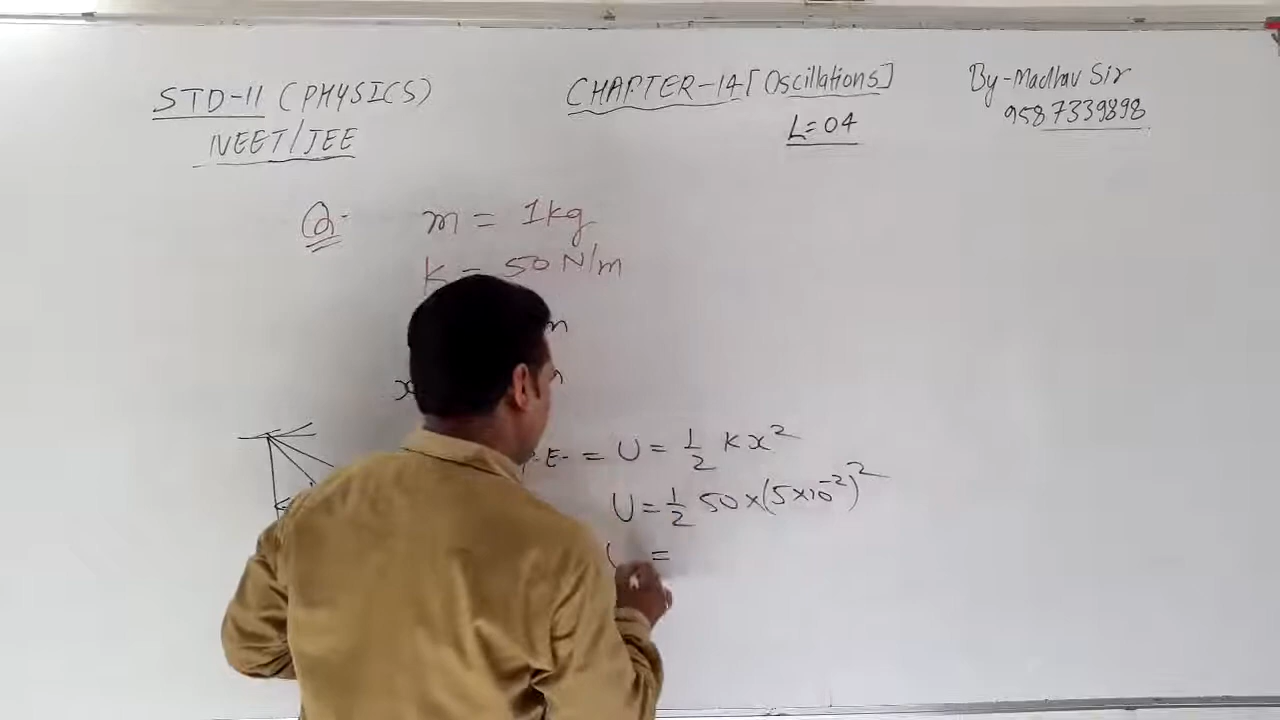 STD-11 (PHYSICS)
NEET/JEE
CHAPTER-14 [Oscillations]
L=04
By-Madhav Sir
9587339898
Q. m = 1kg
k = 50 N/m
x
E. = U = 1/2 kx²
U = 1/2 50×(5×10⁻²)²
=